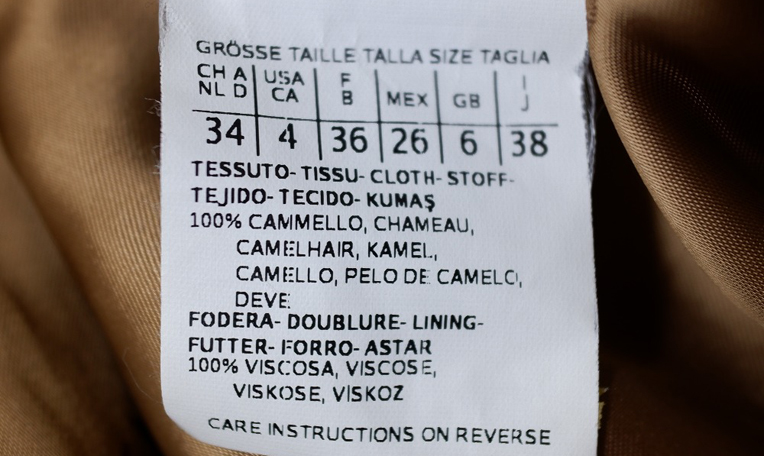 GRÖSSE TAILLE TALLA SIZE TAGLIA
CH A USA F MEX GB I
NL D CA B J
34 4 36 26 6 38
TESSUTO- TISSU- CLOTH- STOFF-
TEJIDO- TECIDO- KUMAŞ
100% CAMMELLO, CHAMEAU,
CAMELHAIR, KAMEL,
CAMELLO, PELO DE CAMELO,
DEVE
FODERA- DOUBLURE- LINING-
FUTTER- FORRO- ASTAR
100% VISCOSA, VISCOSE,
VISKOSE, VISKOZ
CARE INSTRUCTIONS ON REVERSE